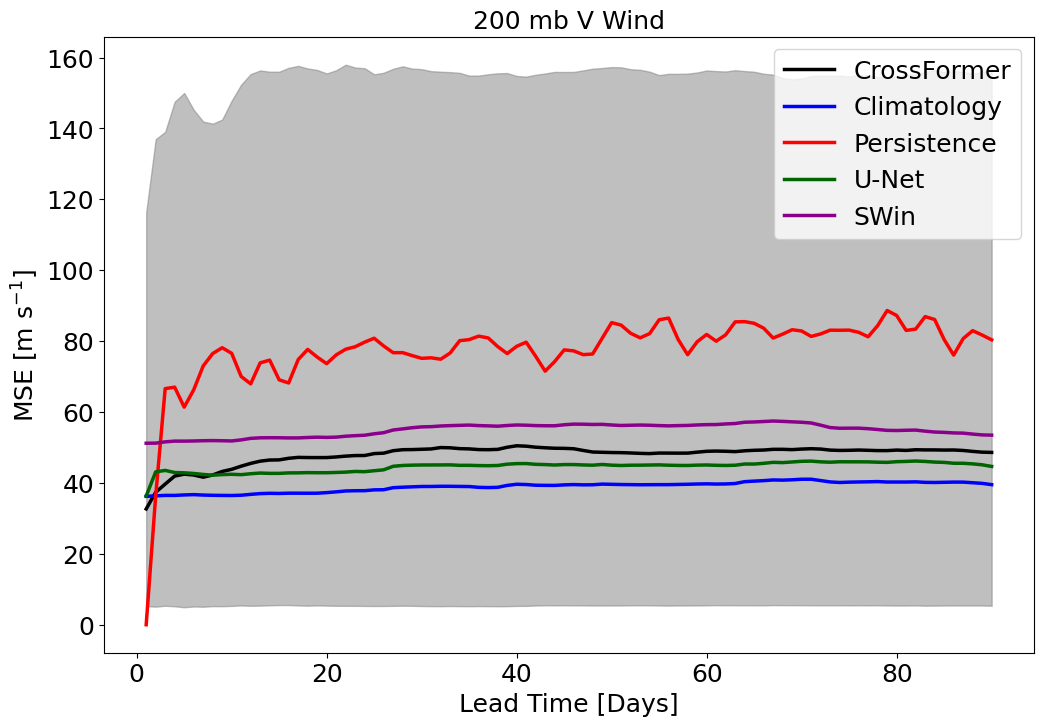 200 mb V Wind
MSE [m s⁻¹]
160
140
120
100
80
60
40
20
0
CrossFormer
Climatology
Persistence
U-Net
SWin
0 20 40 60 80
Lead Time [Days]